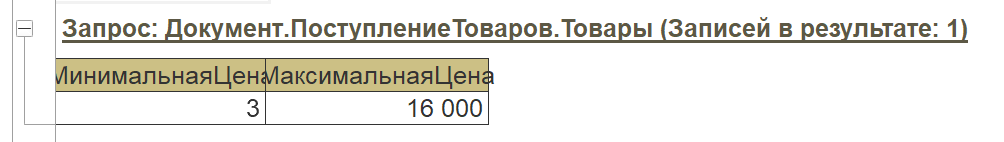 Запрос: Документ.ПоступлениеТоваров.Товары (Записей в результате: 1)
МинимальнаяЦена МаксимальнаяЦена
3 16 000